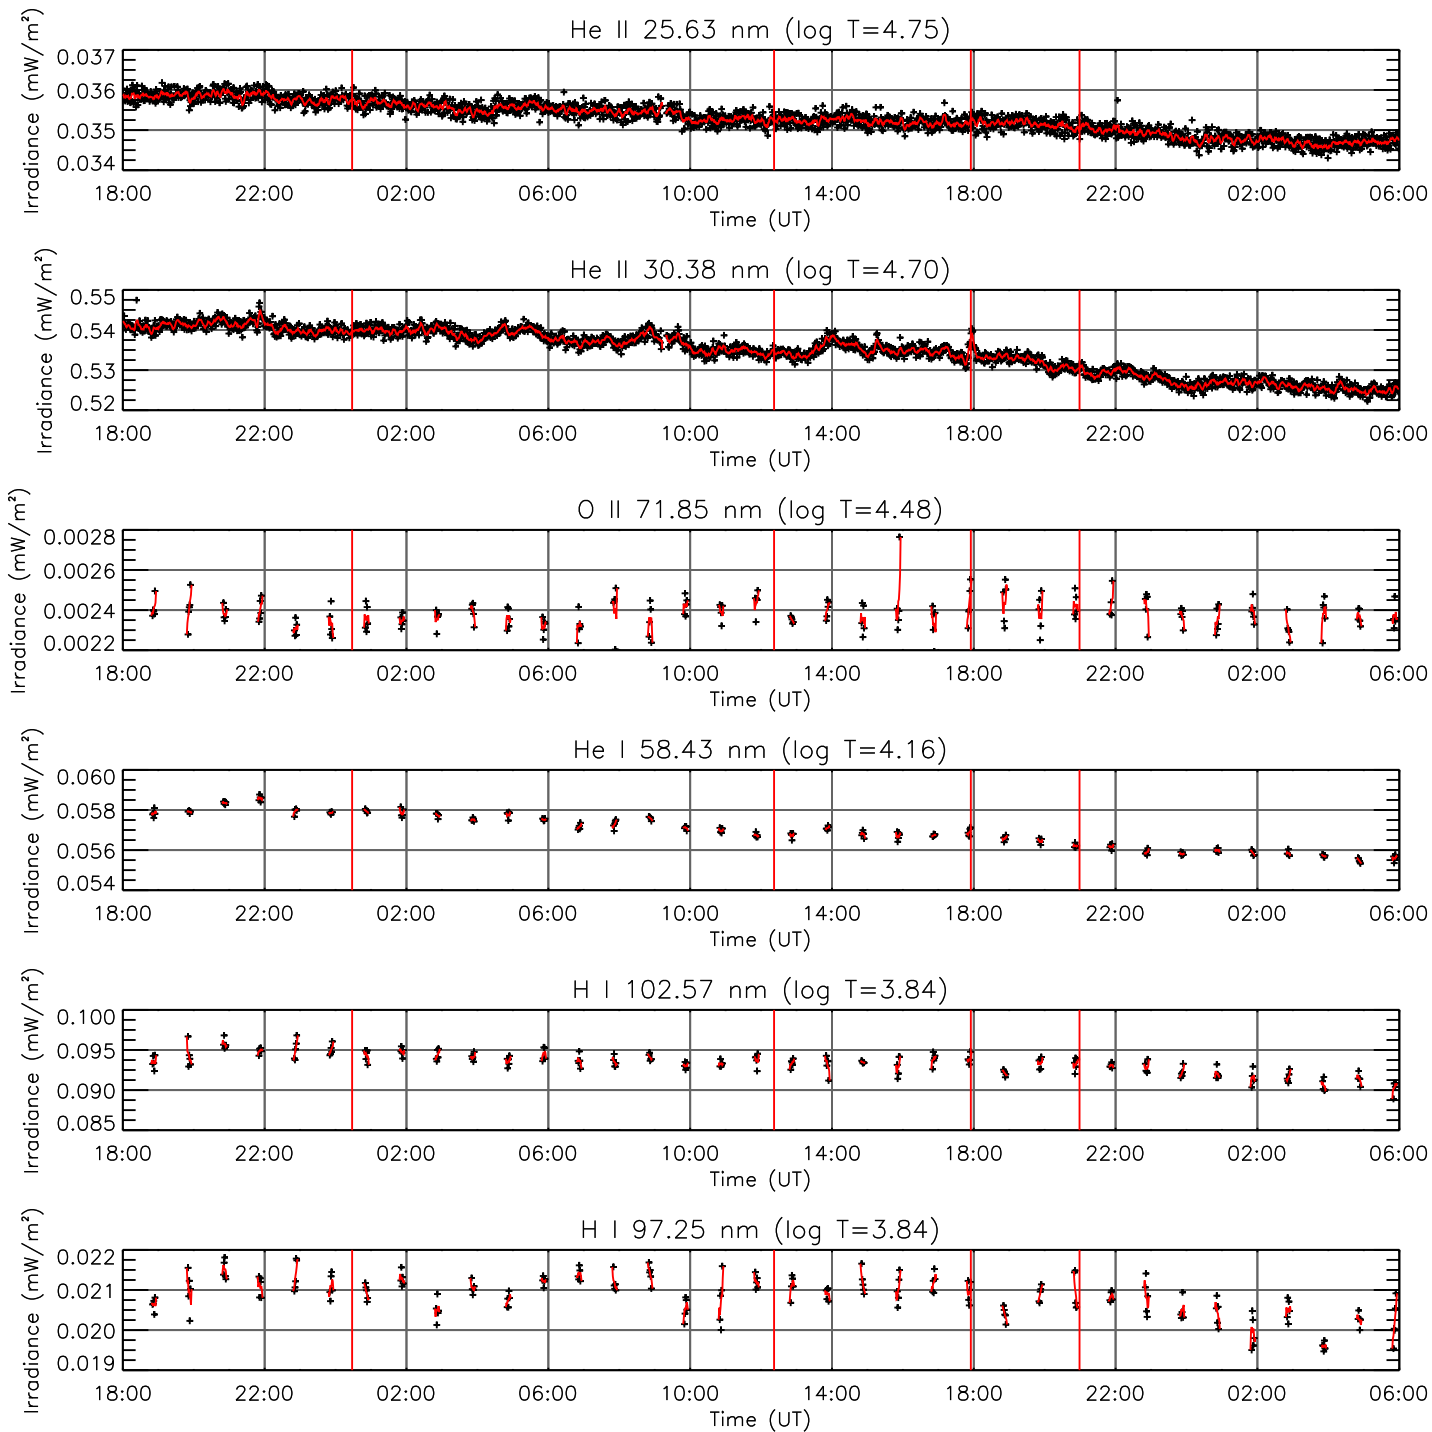 He II 25.63 nm (log T=4.75)
Irradiance (mW/m²)
0.037
0.036
0.035
0.034
18:00 22:00 02:00 06:00 10:00 14:00 18:00 22:00 02:00 06:00
Time (UT)
He II 30.38 nm (log T=4.70)
Irradiance (mW/m²)
0.55
0.54
0.53
0.52
18:00 22:00 02:00 06:00 10:00 14:00 18:00 22:00 02:00 06:00
Time (UT)
O II 71.85 nm (log T=4.48)
Irradiance (mW/m²)
0.0028
0.0026
0.0024
0.0022
18:00 22:00 02:00 06:00 10:00 14:00 18:00 22:00 02:00 06:00
Time (UT)
He I 58.43 nm (log T=4.16)
Irradiance (mW/m²)
0.060
0.058
0.056
0.054
18:00 22:00 02:00 06:00 10:00 14:00 18:00 22:00 02:00 06:00
Time (UT)
H I 102.57 nm (log T=3.84)
Irradiance (mW/m²)
0.100
0.095
0.090
0.085
18:00 22:00 02:00 06:00 10:00 14:00 18:00 22:00 02:00 06:00
Time (UT)
H I 97.25 nm (log T=3.84)
Irradiance (mW/m²)
0.022
0.021
0.020
0.019
18:00 22:00 02:00 06:00 10:00 14:00 18:00 22:00 02:00 06:00
Time (UT)